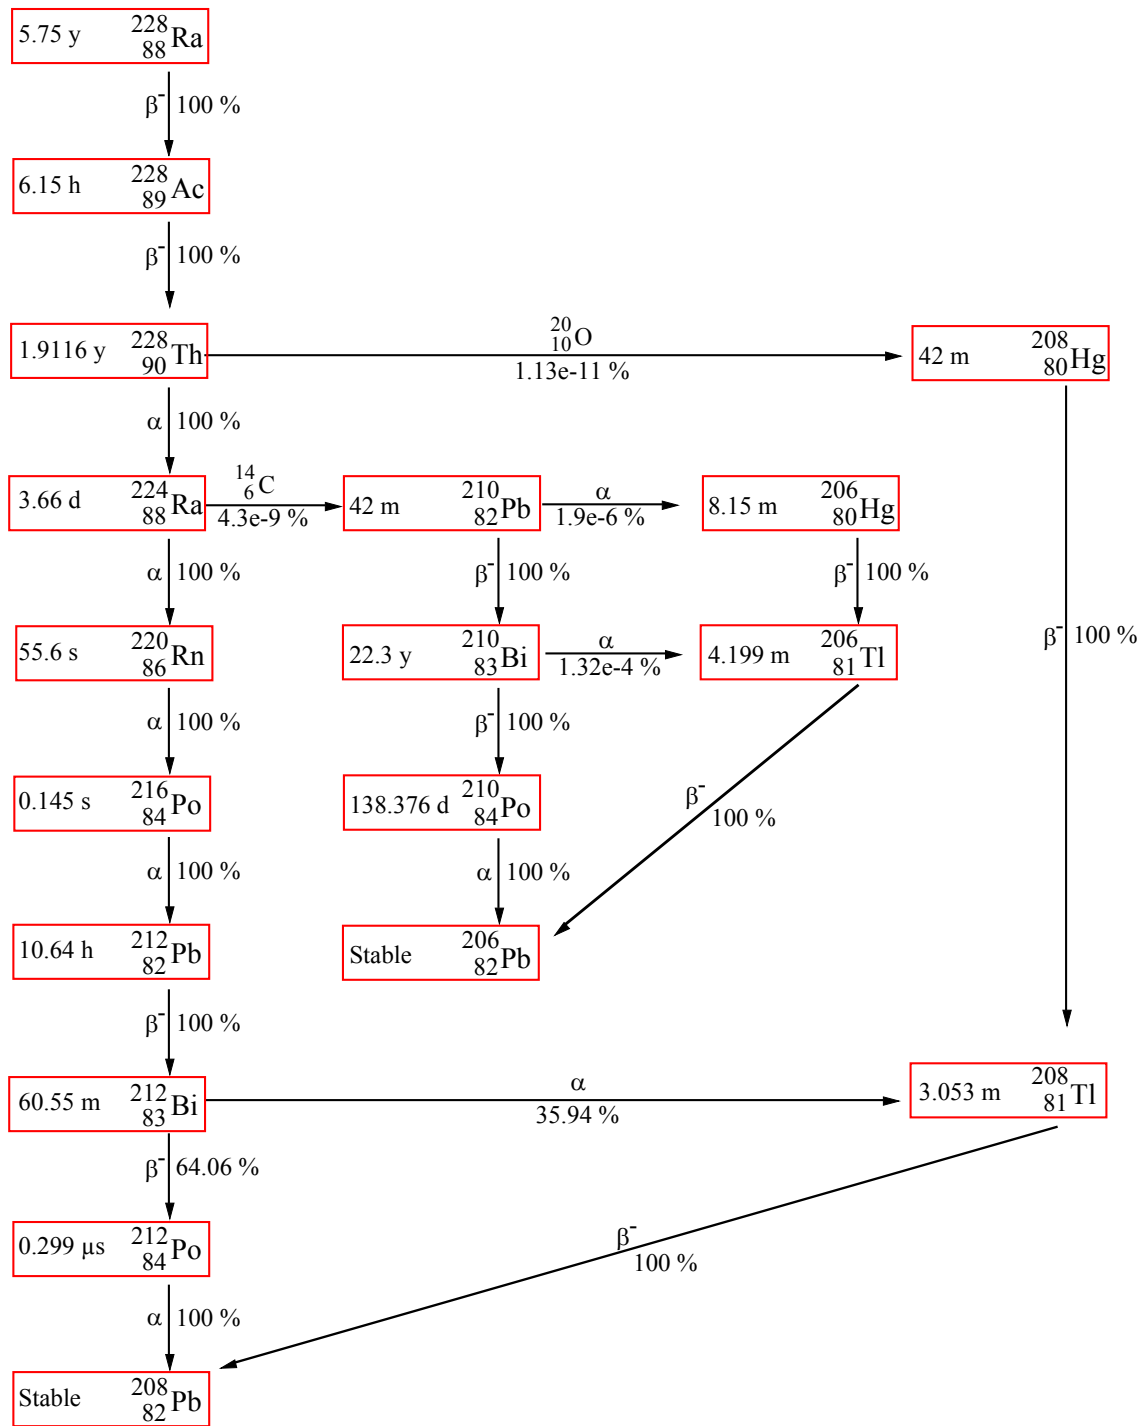 5.75 y 228 88 Ra
β⁻ 100 %
6.15 h 228 89 Ac
β⁻ 100 %
1.9116 y 228 90 Th
20 10 O
1.13e-11 %
42 m 208 80 Hg
α 100 %
3.66 d 224 88 Ra
14 6 C
4.3e-9 %
42 m 210 82 Pb
α
1.9e-6 %
8.15 m 206 80 Hg
α 100 %
β⁻ 100 %
β⁻ 100 %
55.6 s 220 86 Rn
22.3 y 210 83 Bi
α
1.32e-4 %
4.199 m 206 81 Tl
β⁻ 100 %
α 100 %
β⁻ 100 %
0.145 s 216 84 Po
138.376 d 210 84 Po
β⁻
100 %
α 100 %
α 100 %
10.64 h 212 82 Pb
Stable 206 82 Pb
β⁻ 100 %
60.55 m 212 83 Bi
α
35.94 %
3.053 m 208 81 Tl
β⁻ 64.06 %
0.299 µs 212 84 Po
β⁻
100 %
α 100 %
Stable 208 82 Pb